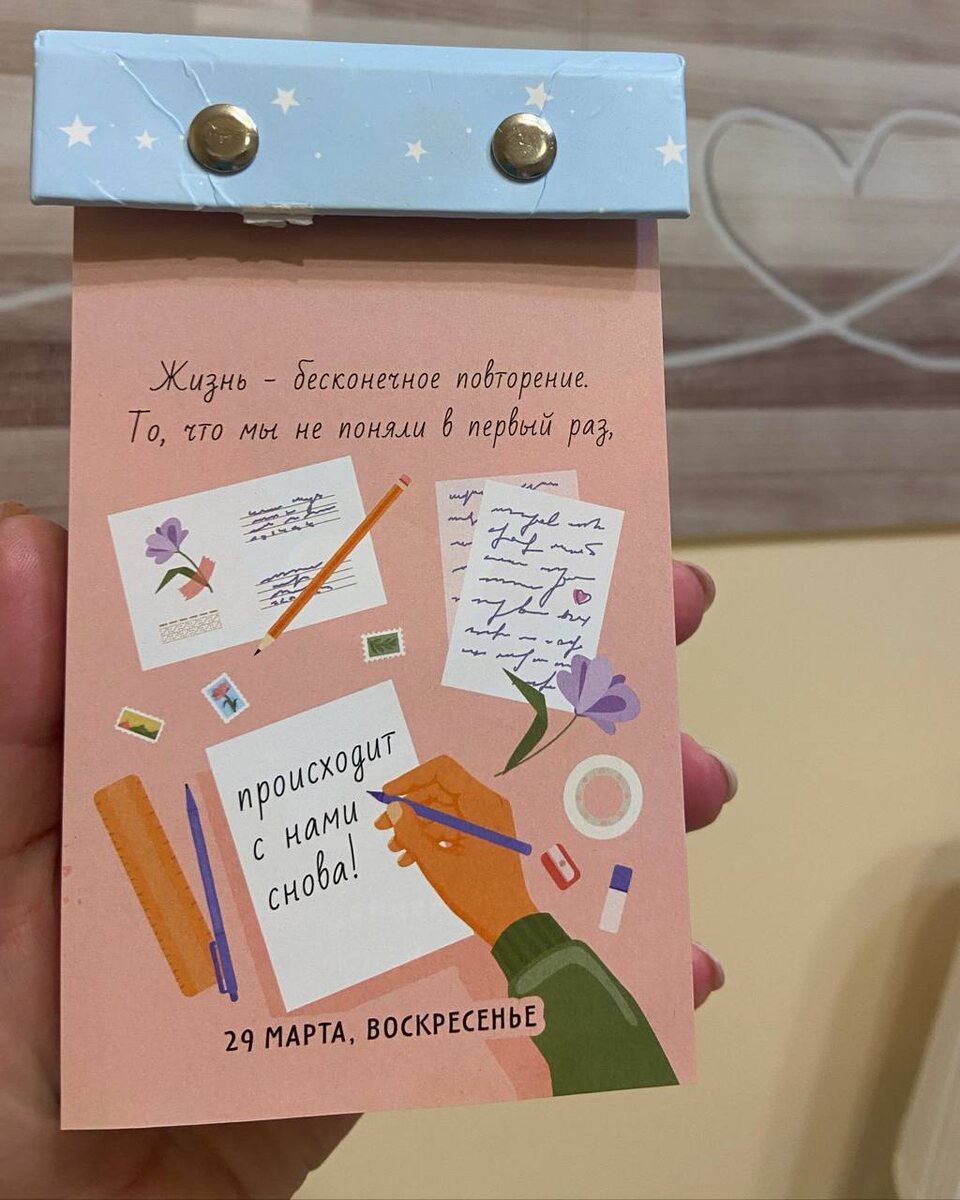 Жизнь - бесконечное повторение.
То, что мы не поняли в первый раз,
происходит
с нами
снова!
29 МАРТА, ВОСКРЕСЕНЬЕ